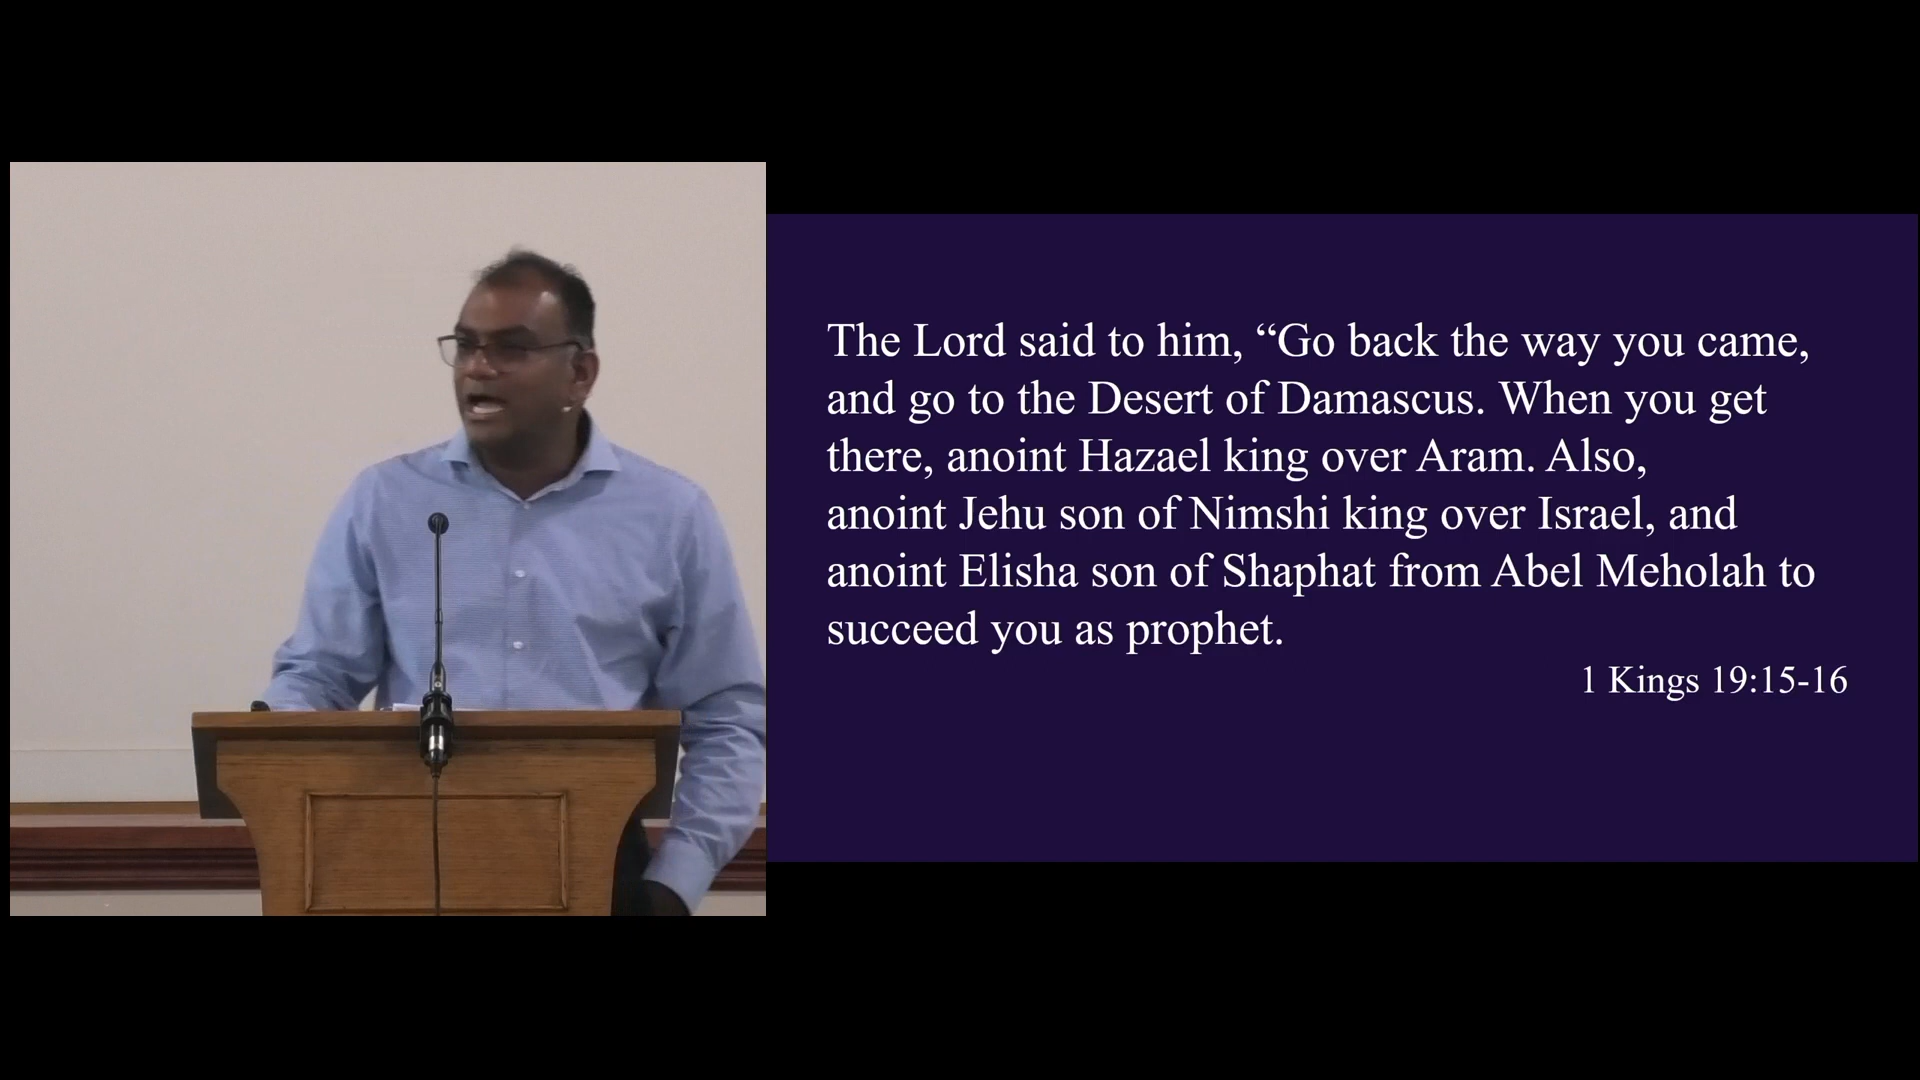 The Lord said to him, “Go back the way you came,
and go to the Desert of Damascus. When you get
there, anoint Hazael king over Aram. Also,
anoint Jehu son of Nimshi king over Israel, and
anoint Elisha son of Shaphat from Abel Meholah to
succeed you as prophet.
1 Kings 19:15-16